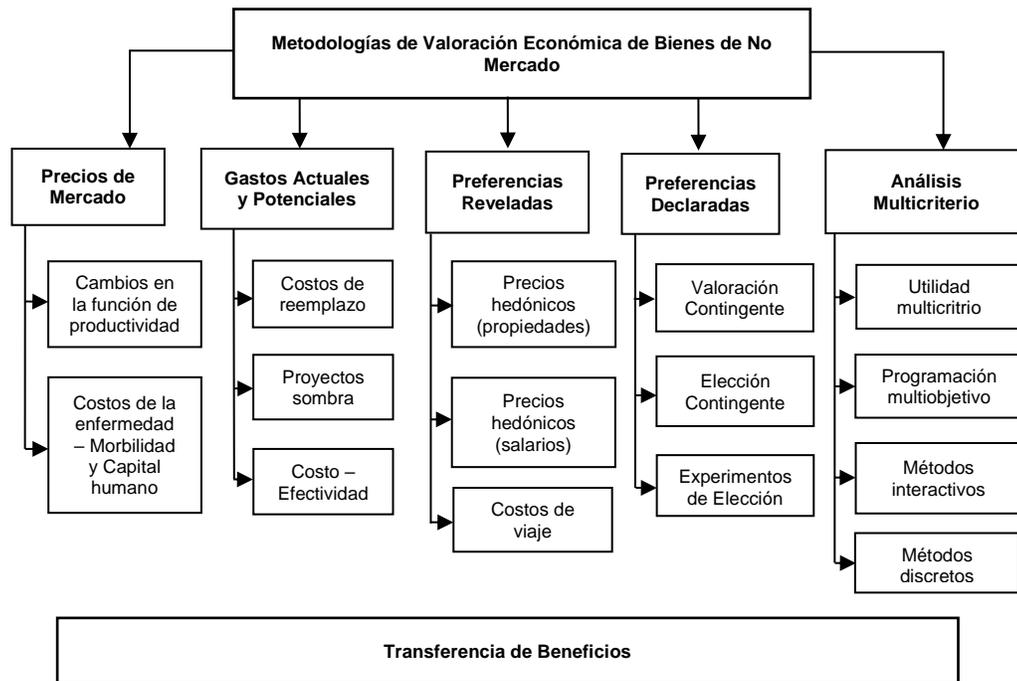 Metodologías de Valoración Económica de Bienes de No
Mercado
Precios de
Mercado
Cambios en
la función de
productividad
Costos de la
enfermedad
– Morbilidad
y Capital
humano
Gastos Actuales
y Potenciales
Costos de
reemplazo
Proyectos
sombra
Costo –
Efectividad
Preferencias
Reveladas
Precios
hedónicos
(propiedades)
Precios
hedónicos
(salarios)
Costos de
viaje
Preferencias
Declaradas
Valoración
Contingente
Elección
Contingente
Experimentos
de Elección
Análisis
Multicriterio
Utilidad
multicritrio
Programación
multiobjetivo
Métodos
interactivos
Métodos
discretos
Transferencia de Beneficios